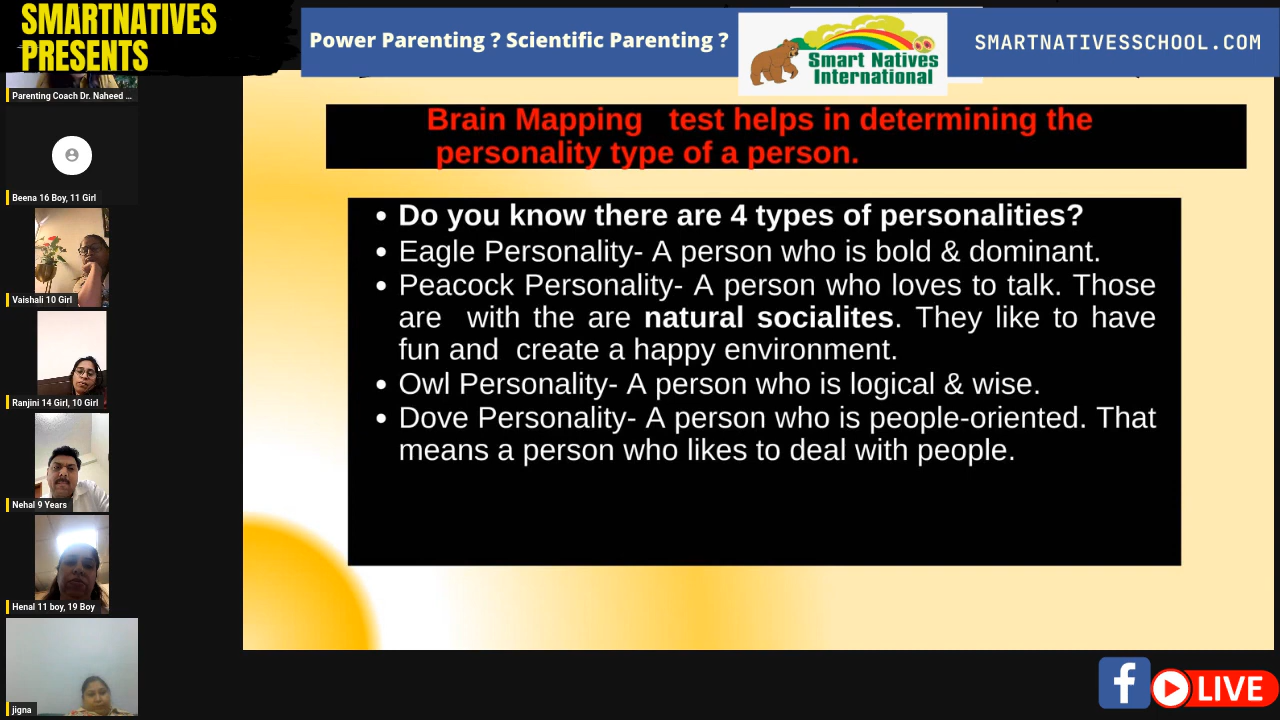 SMARTNATIVES
PRESENTS
Power Parenting ? Scientific Parenting ?
Smart Natives
International
SMARTNATIVESSCHOOL.COM
Parenting Coach Dr. Naheed ...
Beena 16 Boy, 11 Girl
Vaishali 10 Girl
Ranjini 14 Girl, 10 Girl
Nehal 9 Years
Henal 11 boy, 19 Boy
jigna
Brain Mapping test helps in determining the
personality type of a person.
• Do you know there are 4 types of personalities?
• Eagle Personality- A person who is bold & dominant.
• Peacock Personality- A person who loves to talk. Those
are with the are natural socialites. They like to have
fun and create a happy environment.
• Owl Personality- A person who is logical & wise.
• Dove Personality- A person who is people-oriented. That
means a person who likes to deal with people.
f
LIVE